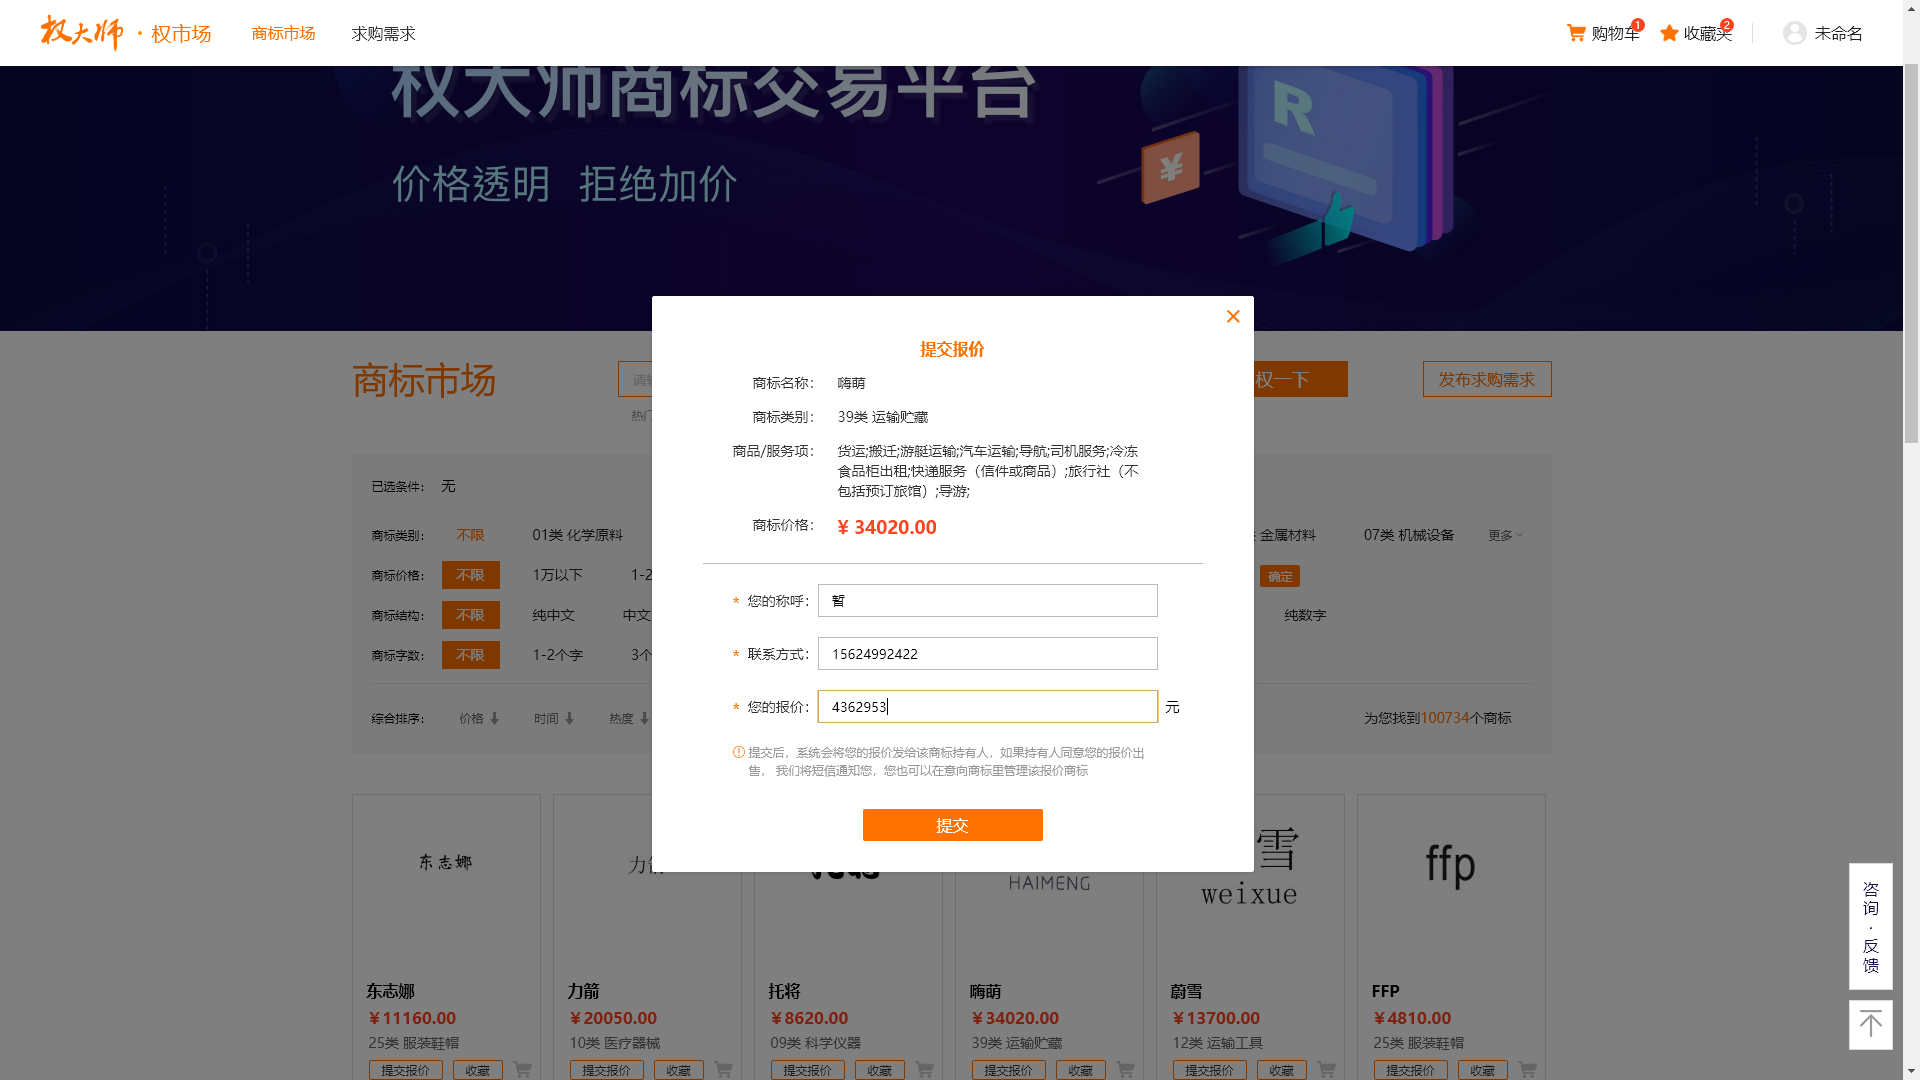 权大师 · 权市场 商标市场 求购需求 购物车 1 收藏夹 2 未命名
权大师商标交易平台
R
¥
价格透明 拒绝加价
提交报价
商标名称： 嗨萌
商标类别： 39类 运输贮藏
商品/服务项： 货运;搬迁;游艇运输;汽车运输;导航;司机服务;冷冻
食品柜出租;快递服务（信件或商品）;旅行社（不
包括预订旅馆）;导游;
商标价格： ¥ 34020.00
* 您的称呼： 暂
* 联系方式： 15624992422
* 您的报价： 4362953 元
提交后，系统会将您的报价发给该商标持有人，如果持有人同意您的报价出
售， 我们将短信通知您，您也可以在意向商标里管理该报价商标
提交
商标市场 权一下 发布求购需求
热门
已选条件： 无
商标类别： 不限 01类 化学原料 金属材料 07类 机械设备 更多
商标价格： 不限 1万以下 1-2 确定
商标结构： 不限 纯中文 中文 纯数字
商标字数： 不限 1-2个字 3个
综合排序： 价格 时间 热度 为您找到100734个商标
东志娜
HAIMENG
雪
weixue
ffp
东志娜 力箭 托将 嗨萌 蔚雪 FFP
¥11160.00 ¥20050.00 ¥8620.00 ¥34020.00 ¥13700.00 ¥4810.00
25类 服装鞋帽 10类 医疗器械 09类 科学仪器 39类 运输贮藏 12类 运输工具 25类 服装鞋帽
提交报价 收藏 提交报价 收藏 提交报价 收藏 提交报价 收藏 提交报价 收藏 提交报价 收藏
咨询·反馈